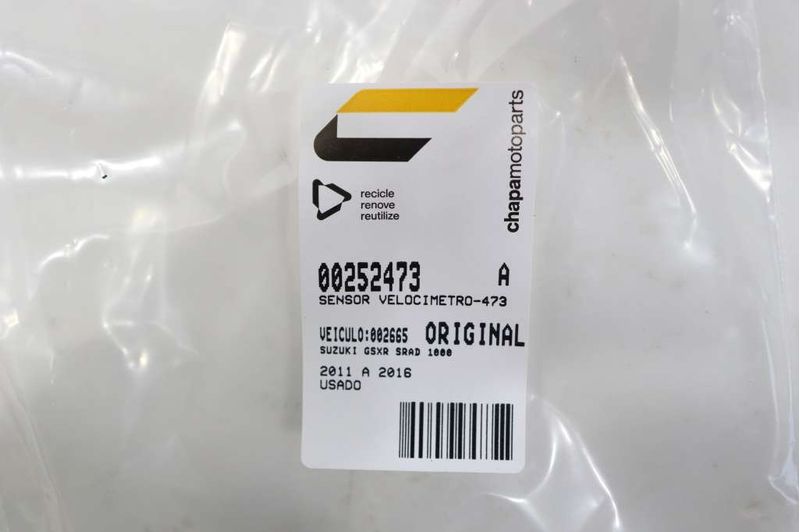 chapamotoparts
recicle
renove
reutilize
00252473 A
SENSOR VELOCIMETRO-473
VEICULO:002665 ORIGINAL
SUZUKI GSXR SRAD 1000
2011 A 2016
USADO